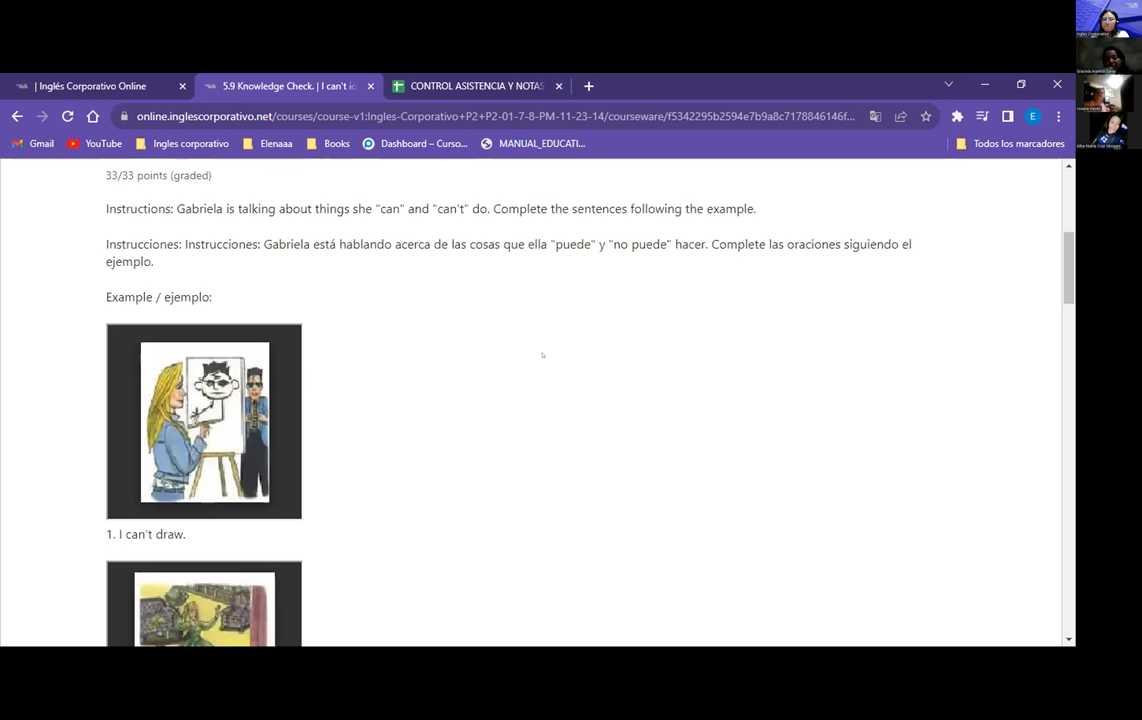 | Inglés Corporativo Online
5.9 Knowledge Check. | I can't ic
CONTROL ASISTENCIA Y NOTAS
online.inglescorporativo.net/courses/course-v1:Ingles-Corporativo+P2+P2-01-7-8-PM-11-23-14/courseware/f5342295b2594e7b9a8c7178846146f...
E
Gmail
YouTube
Ingles corporativo
Elenaaa
Books
Dashboard – Curso...
MANUAL_EDUCATI...
Todos los marcadores
33/33 points (graded)
Instructions: Gabriela is talking about things she "can" and "can't" do. Complete the sentences following the example.
Instrucciones: Instrucciones: Gabriela está hablando acerca de las cosas que ella "puede" y "no puede" hacer. Complete las oraciones siguiendo el
ejemplo.
Example / ejemplo:
1. I can't draw.